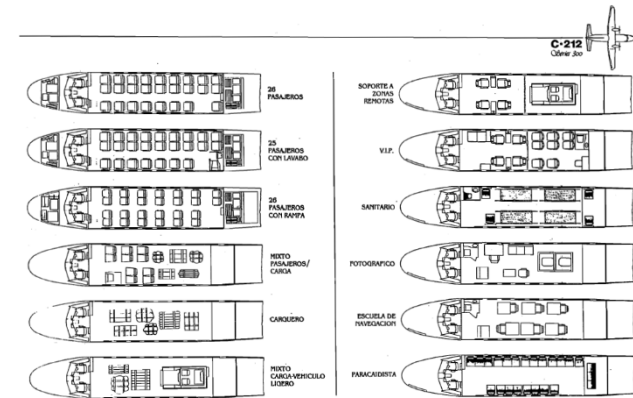 C-212
Serie 300
26
PASAJEROS
25
PASAJEROS
CON LAVABO
26
PASAJEROS
CON RAMPA
MIXTO
PASAJEROS/
CARGA
CARGUERO
MIXTO
CARGA-VEHICULO
LIGERO
SOPORTE A
ZONAS
REMOTAS
V.I.P.
SANITARIO
FOTOGRAFICO
ESCUELA DE
NAVEGACION
PARACAIDISTA